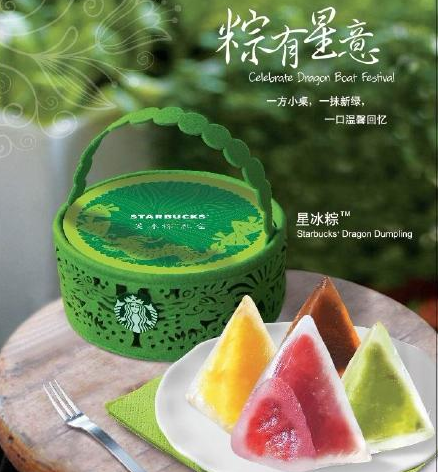 粽有星意
Celebrate Dragon Boat Festival
一方小桌，一抹新绿，
一口温馨回忆
星冰粽™
Starbucks® Dragon Dumpling
STARBUCKS®